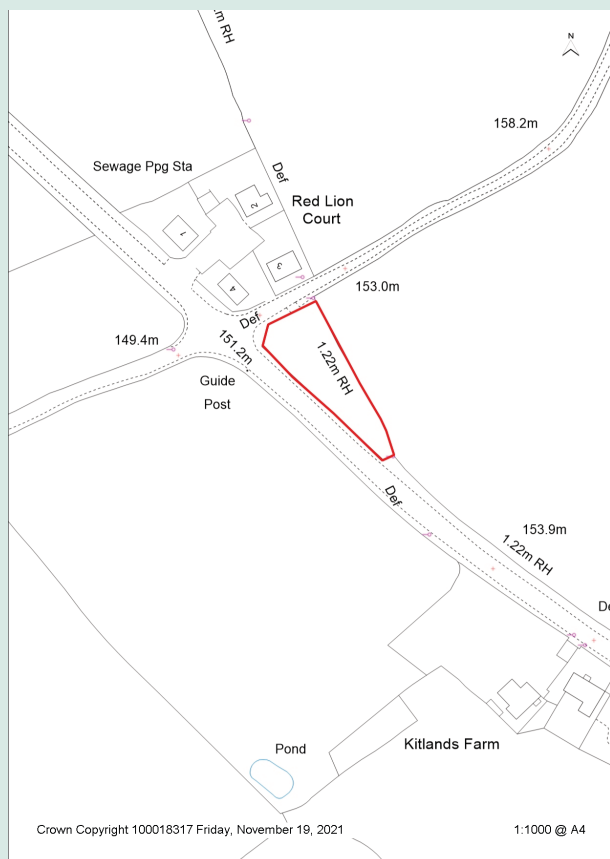 m RH
N
158.2m
Sewage Ppg Sta
Def
Red Lion
Court
2
1
3
4
153.0m
Def
149.4m
151.2m
1.22m RH
Guide
Post
Def
153.9m
1.22m RH
De
Kitlands Farm
Pond
Crown Copyright 100018317 Friday, November 19, 2021
1:1000 @ A4